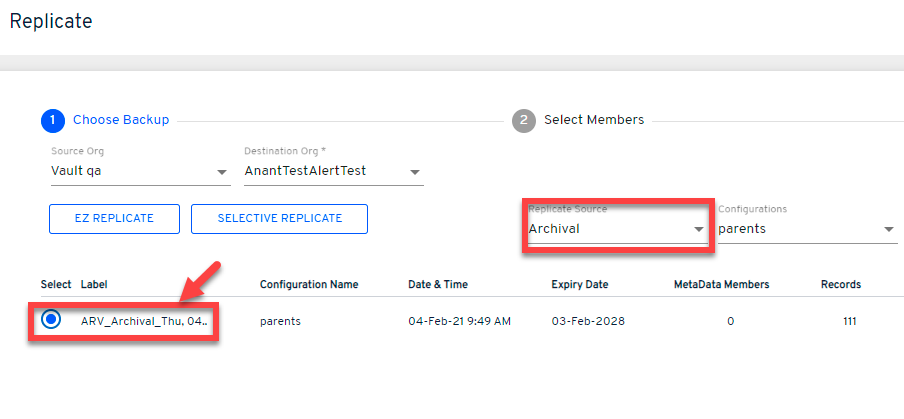 Replicate
1 Choose Backup
2 Select Members
Source Org
Destination Org *
Vault qa
AnantTestAlertTest
EZ REPLICATE
SELECTIVE REPLICATE
Replicate Source
Configurations
Archival
parents
Select Label Configuration Name Date & Time Expiry Date MetaData Members Records
ARV_Archival_Thu, 04.. parents 04-Feb-21 9:49 AM 03-Feb-2028 0 111